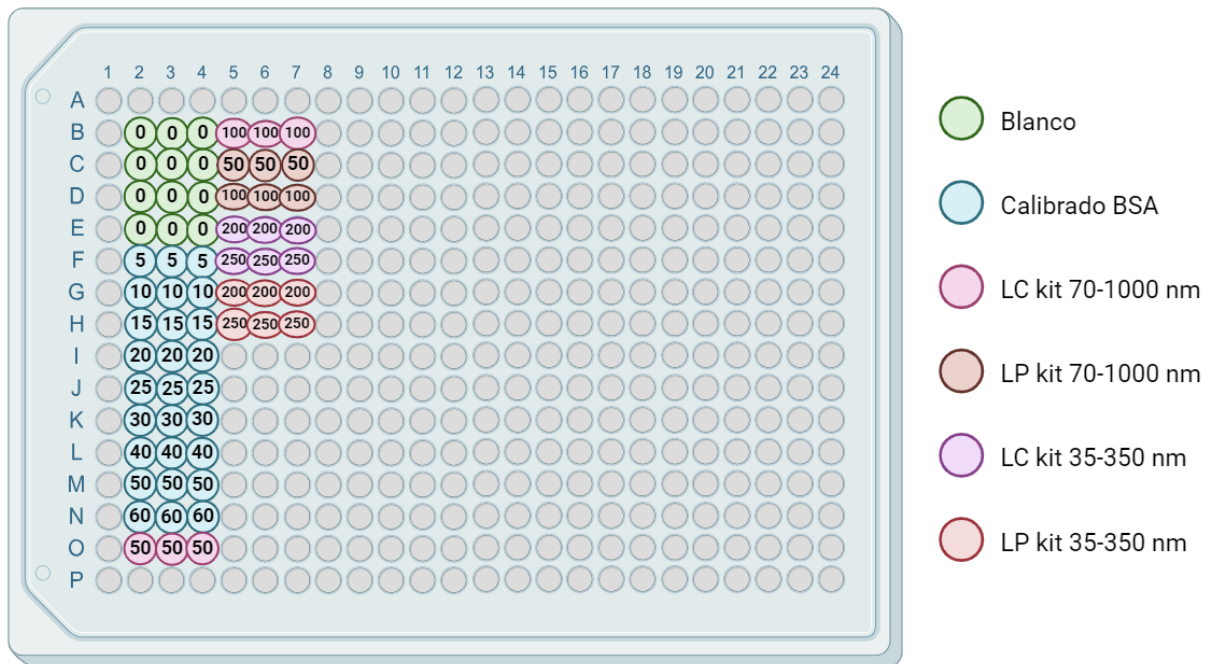 1 2 3 4 5 6 7 8 9 10 11 12 13 14 15 16 17 18 19 20 21 22 23 24
A
B 0 0 0 100 100 100
C 0 0 0 50 50 50
D 0 0 0 100 100 100
E 0 0 0 200 200 200
F 5 5 5 250 250 250
G 10 10 10 200 200 200
H 15 15 15 250 250 250
I 20 20 20
J 25 25 25
K 30 30 30
L 40 40 40
M 50 50 50
N 60 60 60
O 50 50 50
P
Blanco
Calibrado BSA
LC kit 70-1000 nm
LP kit 70-1000 nm
LC kit 35-350 nm
LP kit 35-350 nm